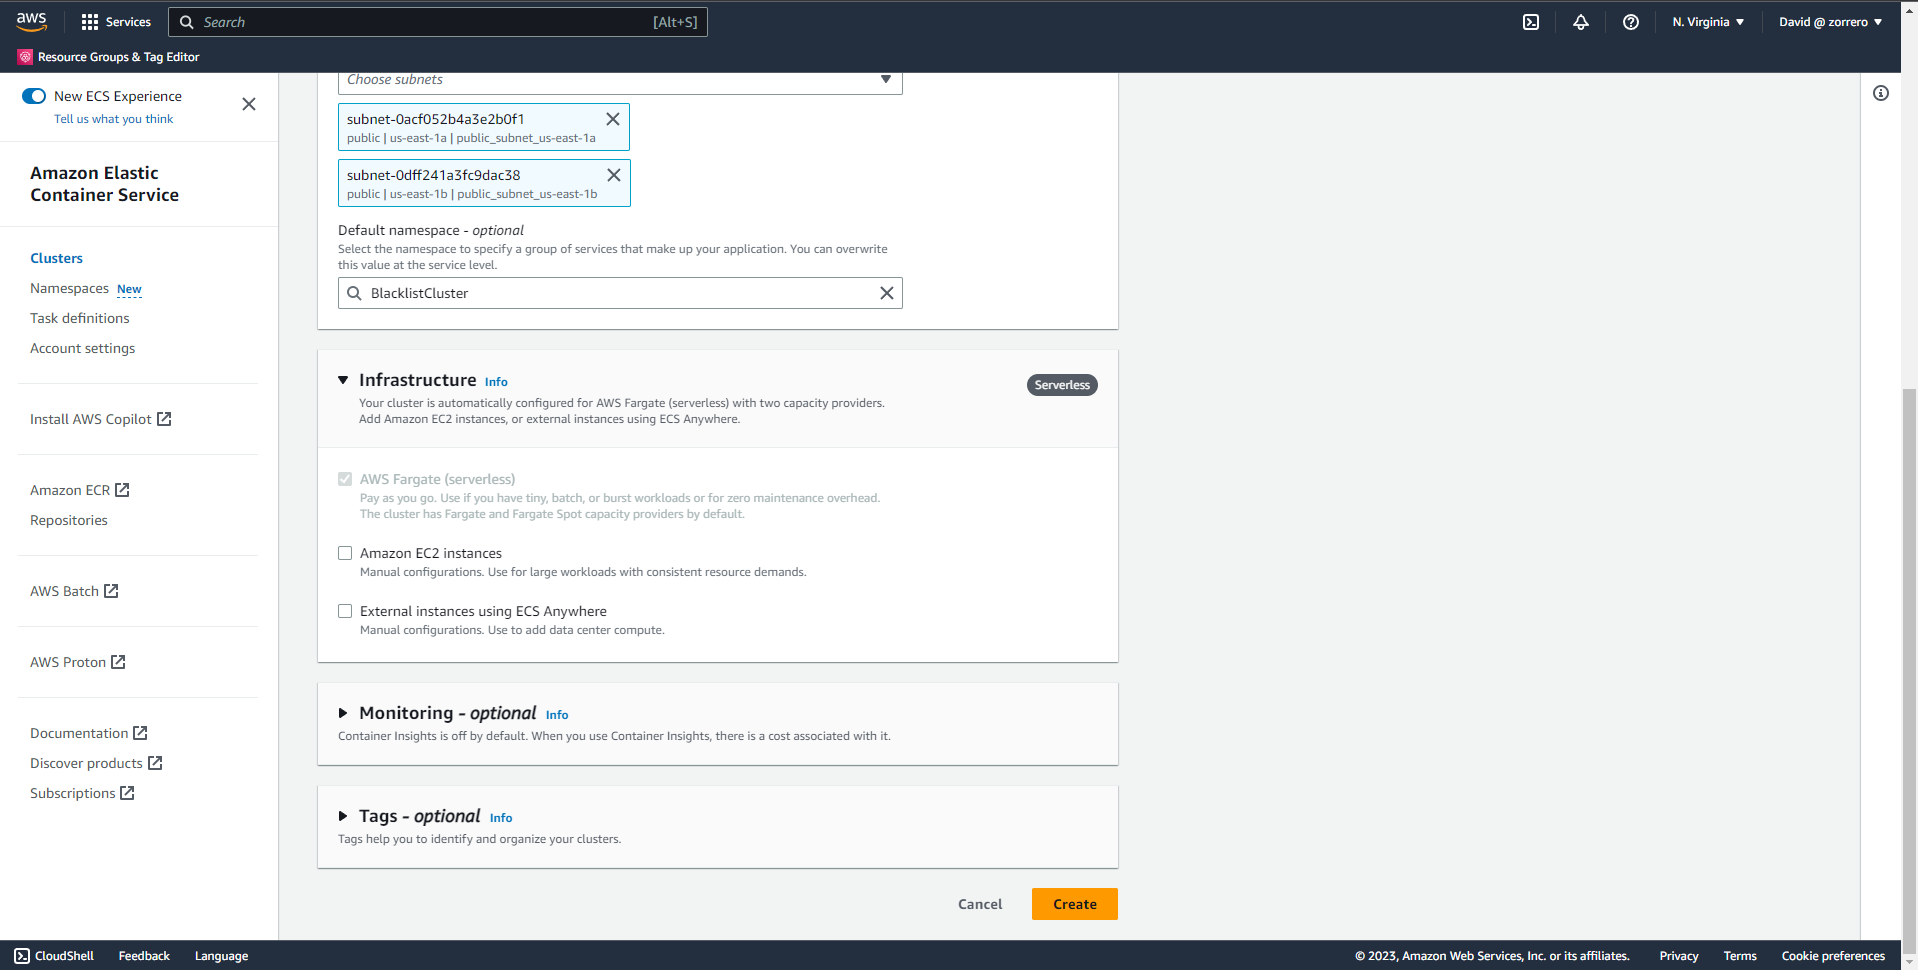 aws
Services
Search
[Alt+S]
N. Virginia
David @ zorrero
Resource Groups & Tag Editor
New ECS Experience
Tell us what you think
Amazon Elastic
Container Service
Clusters
Namespaces New
Task definitions
Account settings
Install AWS Copilot
Amazon ECR
Repositories
AWS Batch
AWS Proton
Documentation
Discover products
Subscriptions
Choose subnets
subnet-0acf052b4a3e2b0f1
public | us-east-1a | public_subnet_us-east-1a
subnet-0dff241a3fc9dac38
public | us-east-1b | public_subnet_us-east-1b
Default namespace - optional
Select the namespace to specify a group of services that make up your application. You can overwrite
this value at the service level.
BlacklistCluster
Infrastructure Info
Serverless
Your cluster is automatically configured for AWS Fargate (serverless) with two capacity providers.
Add Amazon EC2 instances, or external instances using ECS Anywhere.
AWS Fargate (serverless)
Pay as you go. Use if you have tiny, batch, or burst workloads or for zero maintenance overhead.
The cluster has Fargate and Fargate Spot capacity providers by default.
Amazon EC2 instances
Manual configurations. Use for large workloads with consistent resource demands.
External instances using ECS Anywhere
Manual configurations. Use to add data center compute.
Monitoring - optional Info
Container Insights is off by default. When you use Container Insights, there is a cost associated with it.
Tags - optional Info
Tags help you to identify and organize your clusters.
Cancel
Create
CloudShell
Feedback
Language
© 2023, Amazon Web Services, Inc. or its affiliates.
Privacy
Terms
Cookie preferences